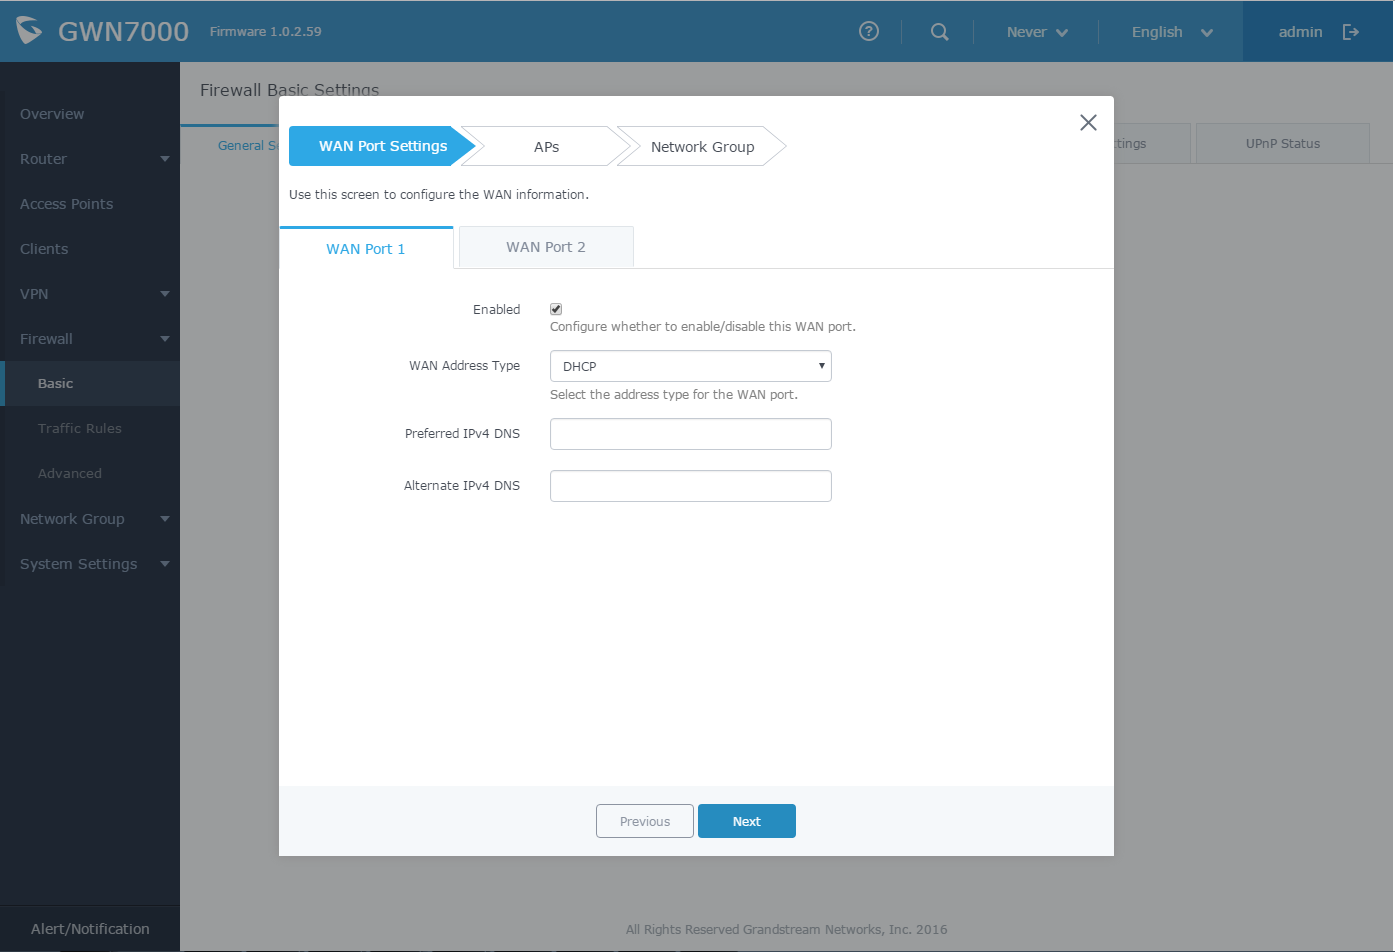 GWN7000 Firmware 1.0.2.59 Never English admin
Overview
Router
Access Points
Clients
VPN
Firewall
Basic
Traffic Rules
Advanced
Network Group
System Settings
Alert/Notification
Firewall Basic Settings
General S
ttings
UPnP Status
WAN Port Settings APs Network Group
Use this screen to configure the WAN information.
WAN Port 1 WAN Port 2
Enabled
Configure whether to enable/disable this WAN port.
WAN Address Type DHCP
Select the address type for the WAN port.
Preferred IPv4 DNS
Alternate IPv4 DNS
Previous Next
All Rights Reserved Grandstream Networks, Inc. 2016